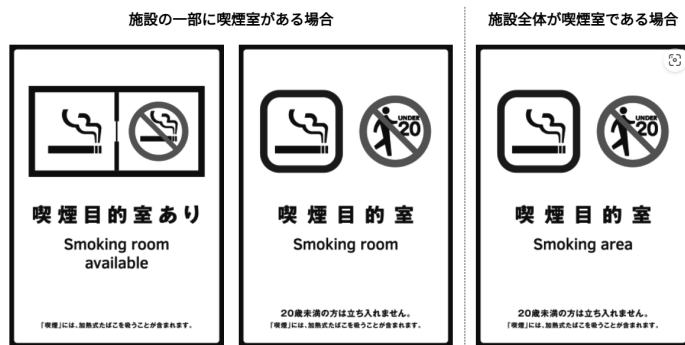 施設の一部に喫煙室がある場合
喫煙目的室あり
Smoking room
available
「喫煙」には、加熱式たばこを吸うことが含まれます。
UNDER
20
喫煙目的室
Smoking room
20歳未満の方は立ち入れません。
「喫煙」には、加熱式たばこを吸うことが含まれます。
施設全体が喫煙室である場合
UNDER
20
喫煙目的室
Smoking area
20歳未満の方は立ち入れません。
「喫煙」には、加熱式たばこを吸うことが含まれます。